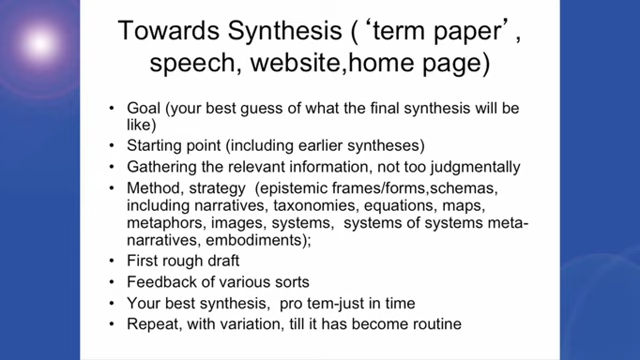 Towards Synthesis ( ‘term paper’ ,
speech, website,home page)
• Goal (your best guess of what the final synthesis will be
like)
• Starting point (including earlier syntheses)
• Gathering the relevant information, not too judgmentally
• Method, strategy (epistemic frames/forms,schemas,
including narratives, taxonomies, equations, maps,
metaphors, images, systems, systems of systems meta-
narratives, embodiments);
• First rough draft
• Feedback of various sorts
• Your best synthesis, pro tem-just in time
• Repeat, with variation, till it has become routine